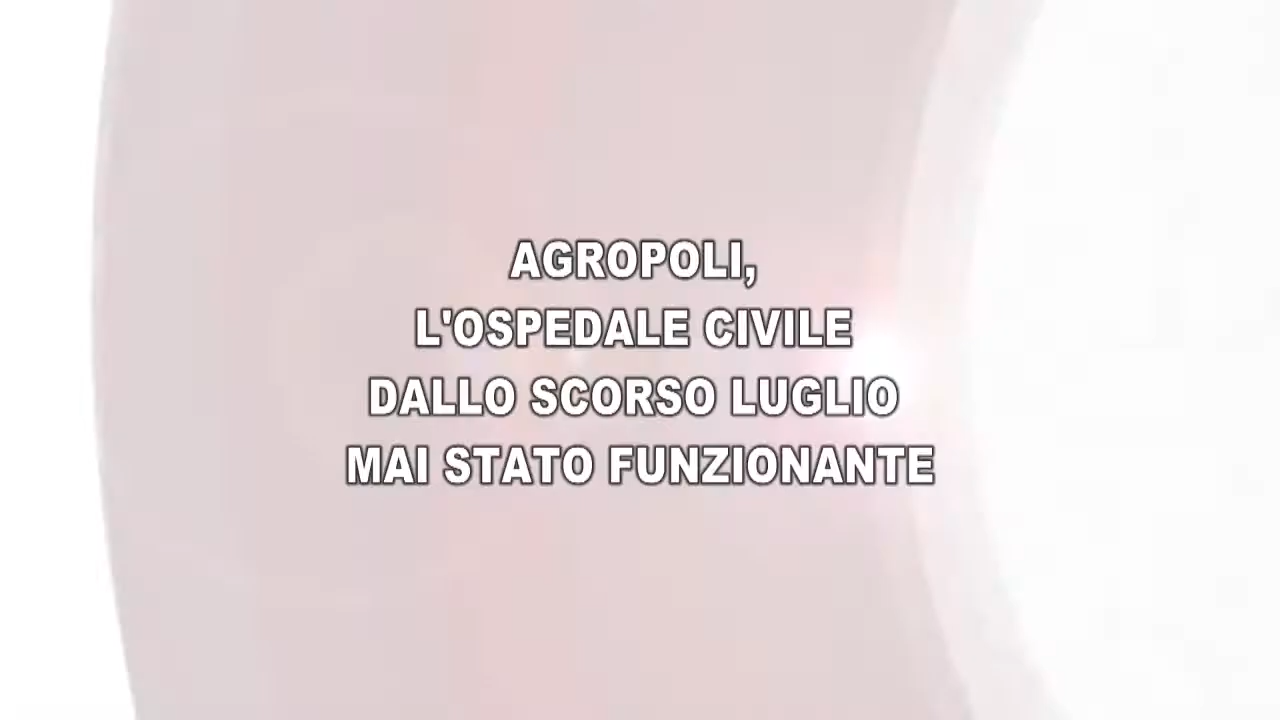 AGROPOLI,
L'OSPEDALE CIVILE
DALLO SCORSO LUGLIO
MAI STATO FUNZIONANTE